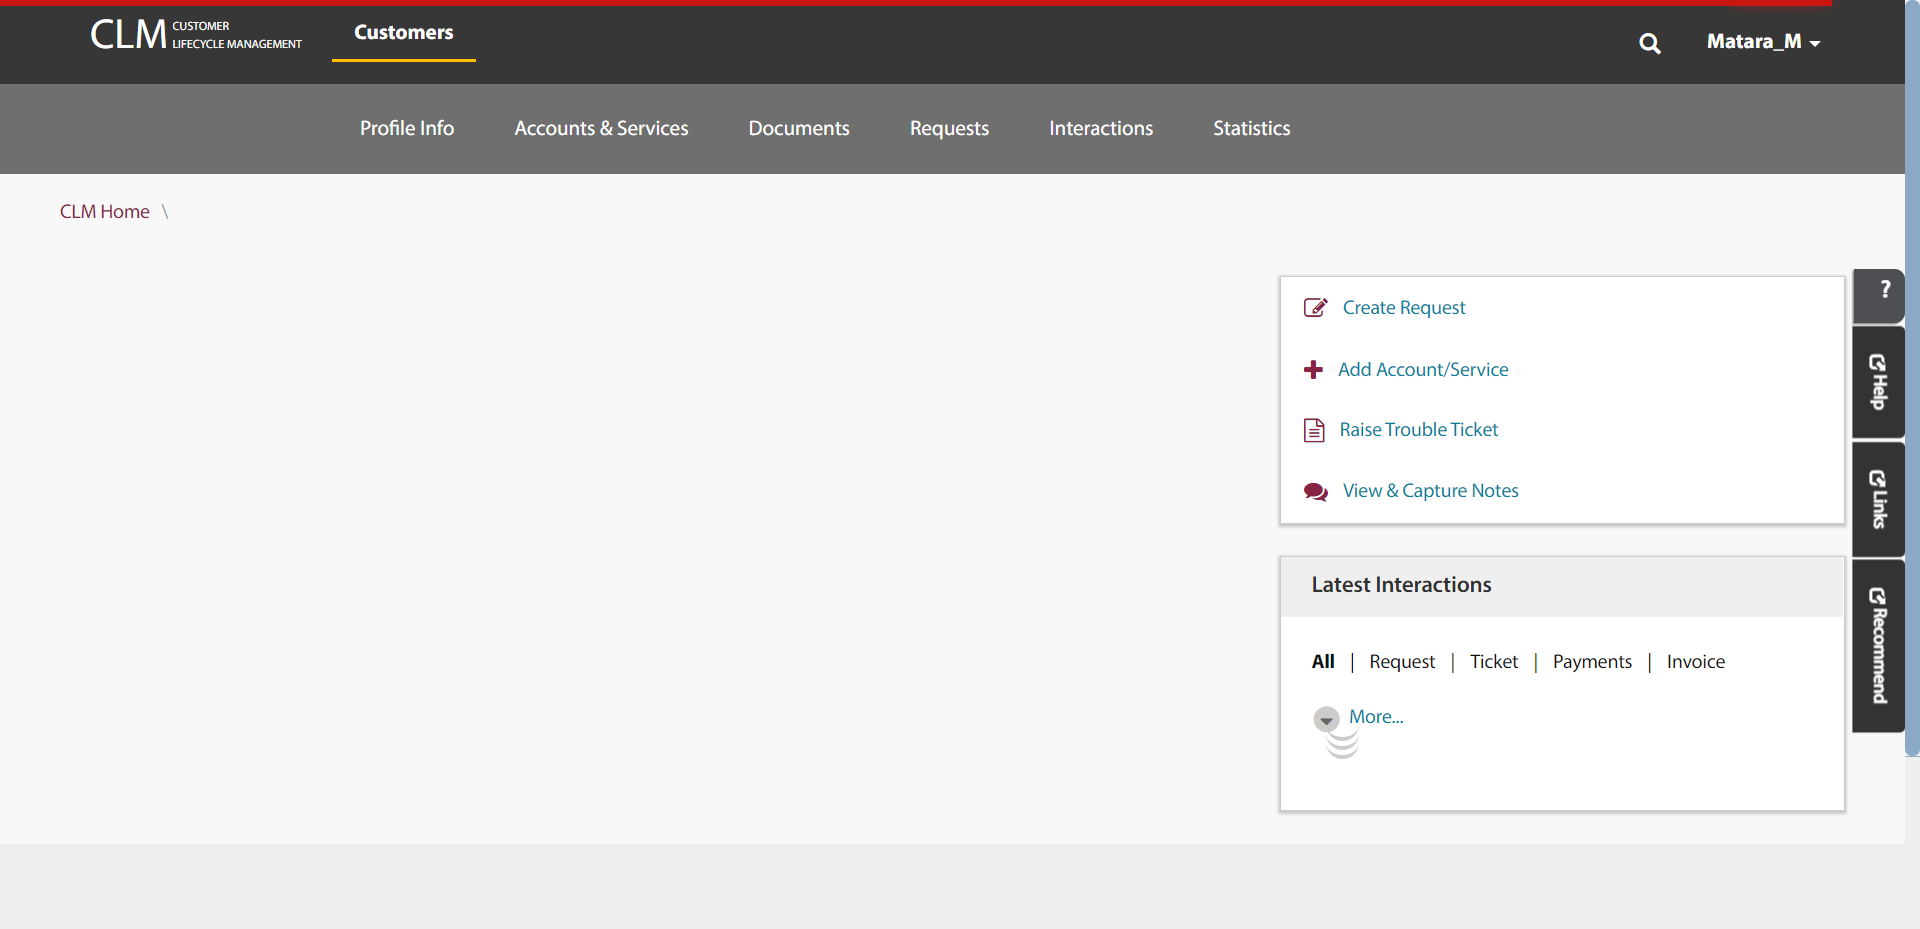 CLM CUSTOMER
LIFECYCLE MANAGEMENT
Customers
Matara_M
Profile Info
Accounts & Services
Documents
Requests
Interactions
Statistics
CLM Home \
Create Request
Add Account/Service
Raise Trouble Ticket
View & Capture Notes
Latest Interactions
All | Request | Ticket | Payments | Invoice
More...
?
Help
Links
Recommend